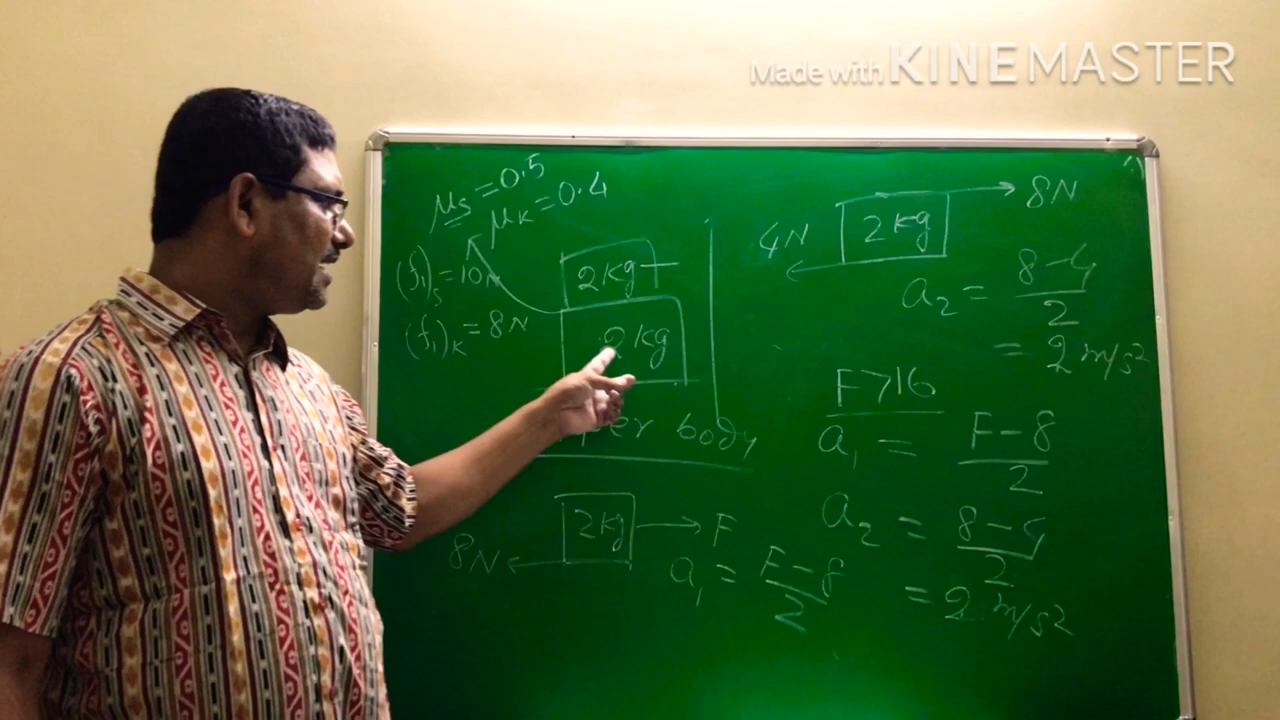 Made with KINEMASTER
μs = 0.5
μK = 0.4
(f1)s = 10N
(f1)K = 8N
2kg
2kg
per body
2kg
8N
F
a1 = F-8/2
4N
2kg
8N
a2 = 8-4/2
= 2 m/s²
F>16
a1 = F-8/2
a2 = 8-4/2
= 2 m/s²